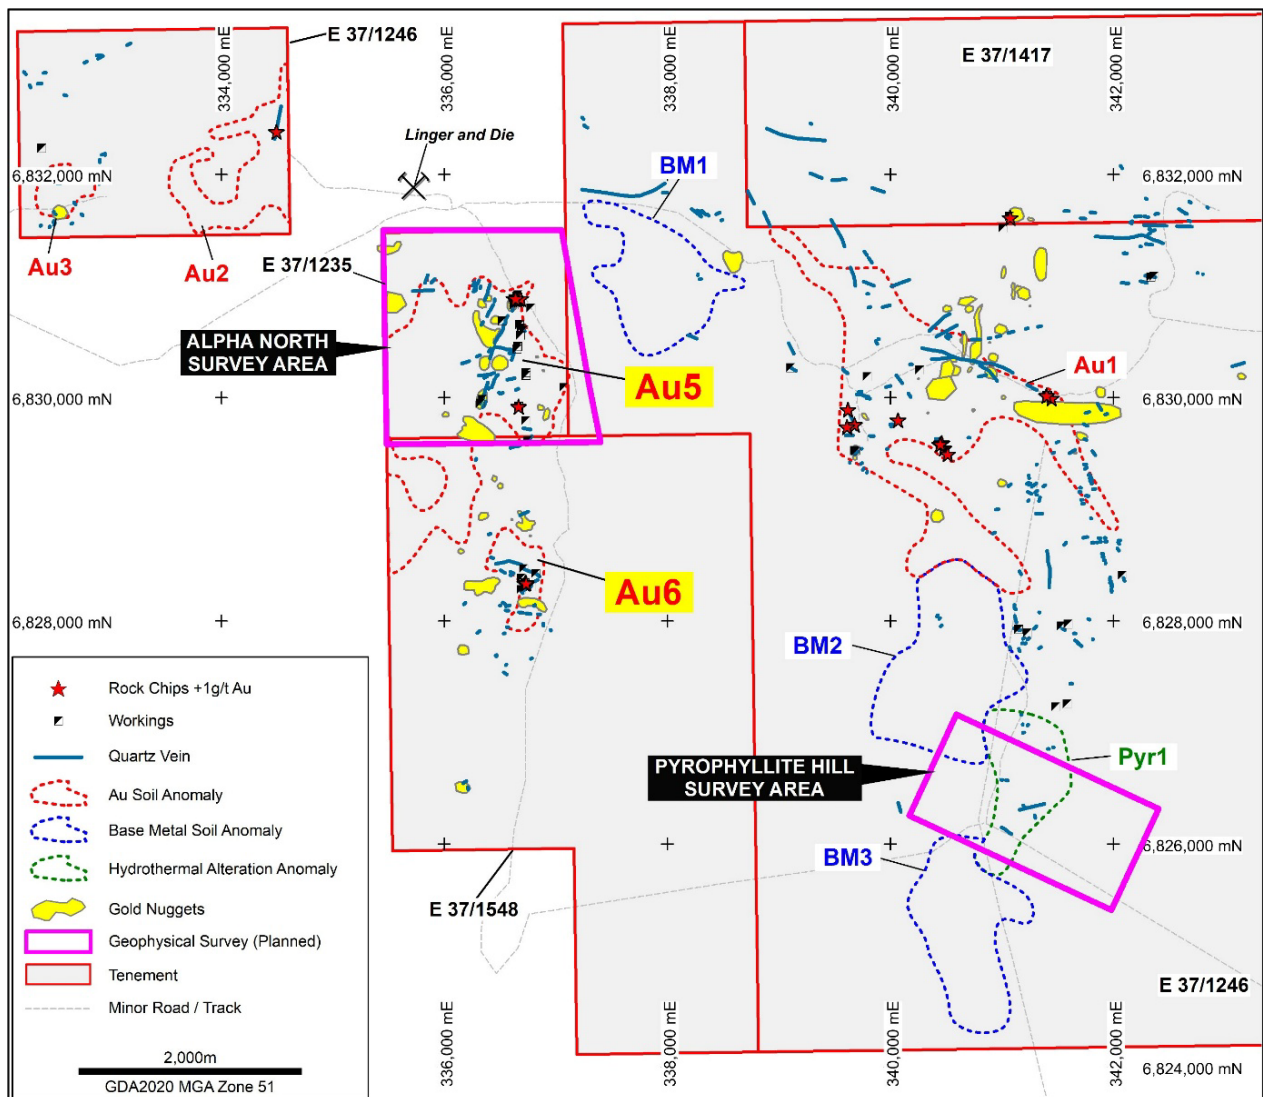 E 37/1246
334,000 mE
336,000 mE
338,000 mE
340,000 mE
342,000 mE
E 37/1417
Linger and Die
BM1
6,832,000 mN
6,832,000 mN
Au3
Au2
E 37/1235
ALPHA NORTH
SURVEY AREA
Au5
Au1
6,830,000 mN
6,830,000 mN
Au6
6,828,000 mN
6,828,000 mN
BM2
Pyr1
PYROPHYLLITE HILL
SURVEY AREA
BM3
6,826,000 mN
E 37/1548
E 37/1246
336,000 mE
338,000 mE
340,000 mE
342,000 mE
6,824,000 mN
Rock Chips +1g/t Au
Workings
Quartz Vein
Au Soil Anomaly
Base Metal Soil Anomaly
Hydrothermal Alteration Anomaly
Gold Nuggets
Geophysical Survey (Planned)
Tenement
Minor Road / Track
2,000m
GDA2020 MGA Zone 51